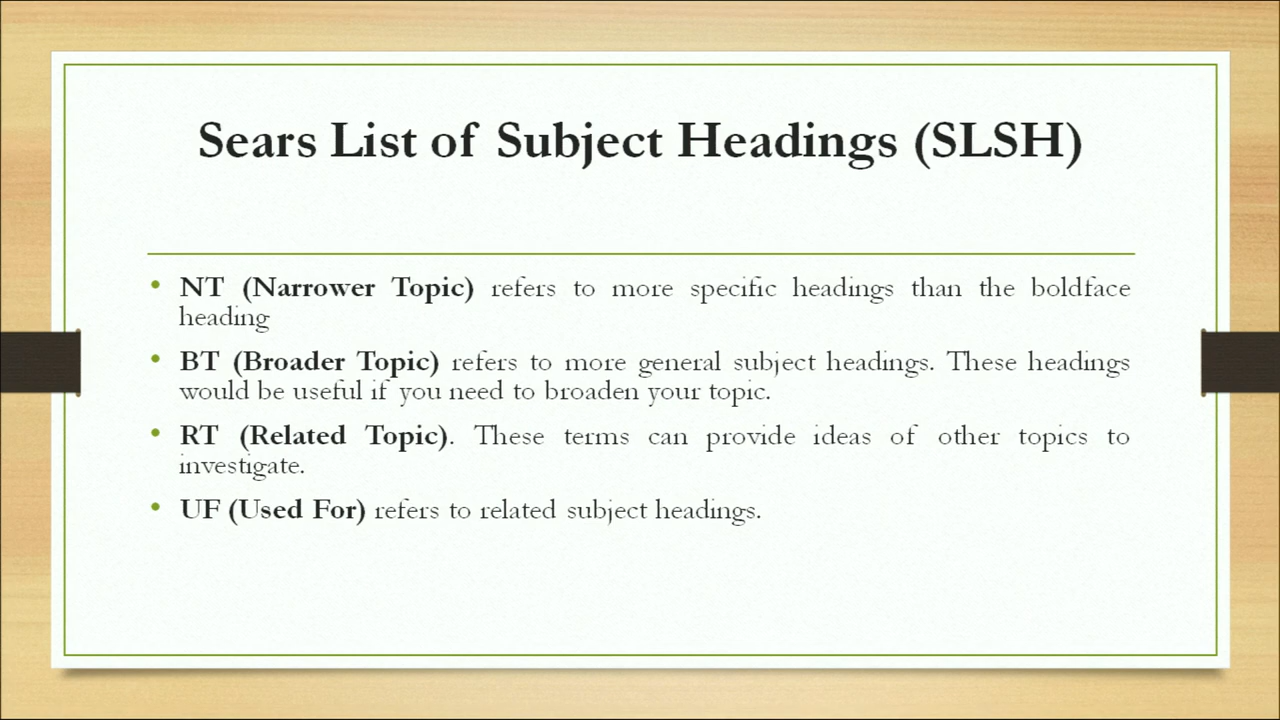 Sears List of Subject Headings (SLSH)
• NT (Narrower Topic) refers to more specific headings than the boldface
heading
• BT (Broader Topic) refers to more general subject headings. These headings
would be useful if you need to broaden your topic.
• RT (Related Topic). These terms can provide ideas of other topics to
investigate.
• UF (Used For) refers to related subject headings.